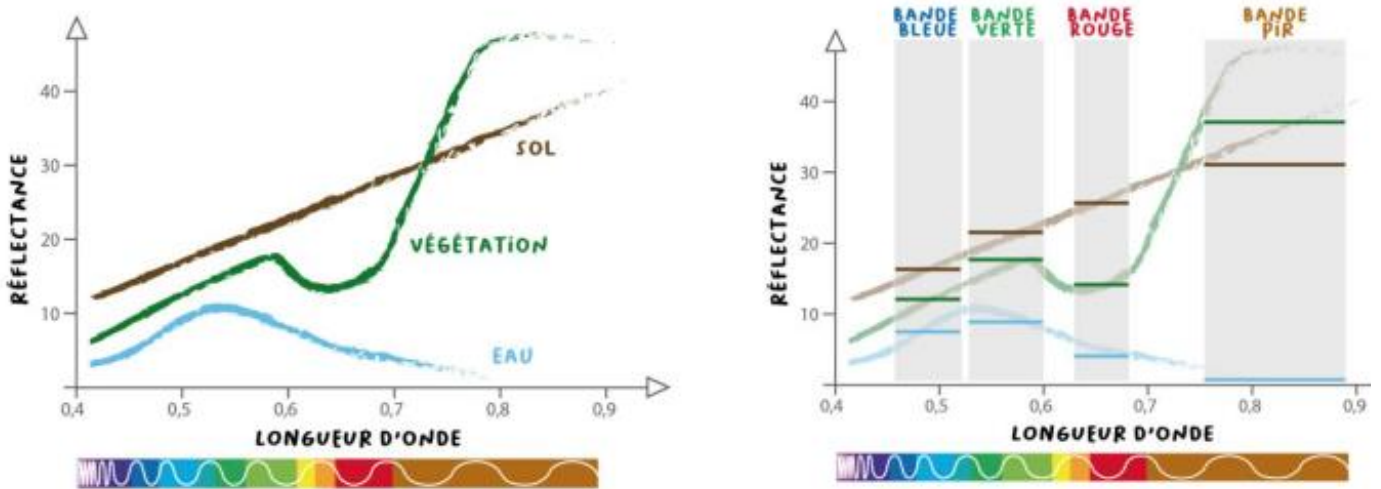 40
30
20
10
RÉFLECTANCE
SOL
VÉGÉTATION
EAU
0,4 0,5 0,6 0,7 0,8 0,9
LONGUEUR D'ONDE
BANDE BLEUE
BANDE VERTE
BANDE ROUGE
BANDE PIR
40
30
20
10
RÉFLECTANCE
0,4 0,5 0,6 0,7 0,8 0,9
LONGUEUR D'ONDE